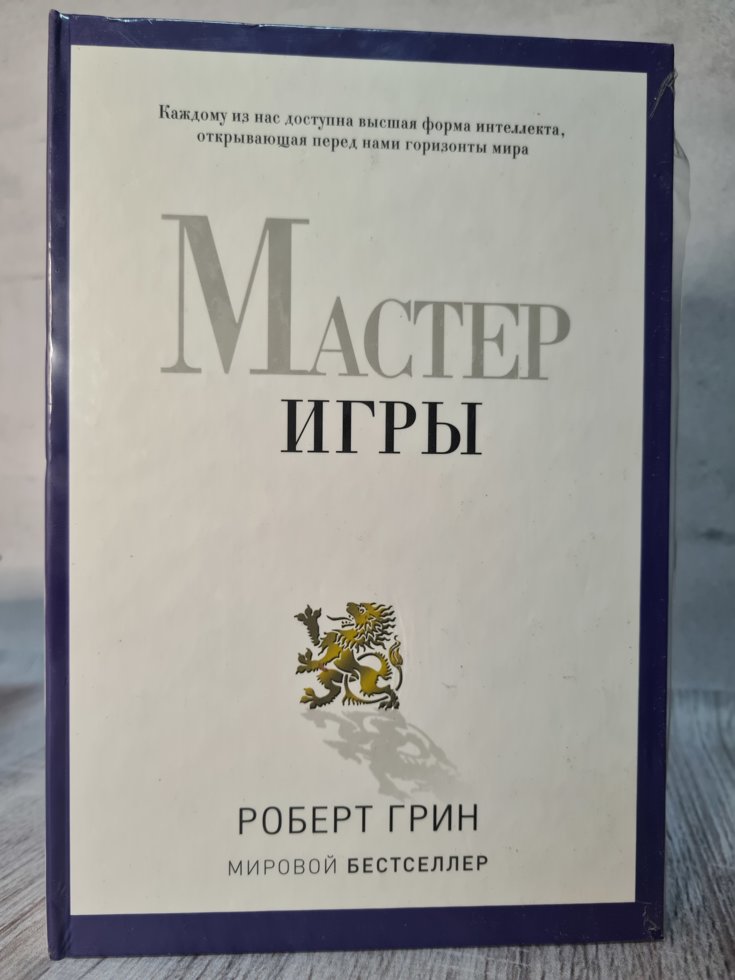 Каждому из нас доступна высшая форма интеллекта,
открывающая перед нами горизонты мира
МАСТЕР
ИГРЫ
РОБЕРТ ГРИН
МИРОВОЙ БЕСТСЕЛЛЕР